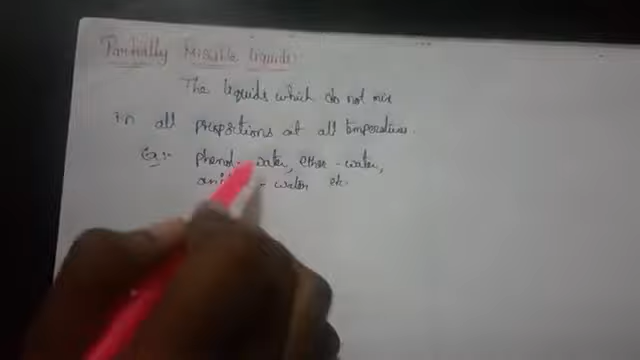 Partially Miscible liquids:
The liquids which do not mix
in all proportions at all temperatures.
Eg:- phenol - water, ether - water,
- water etc